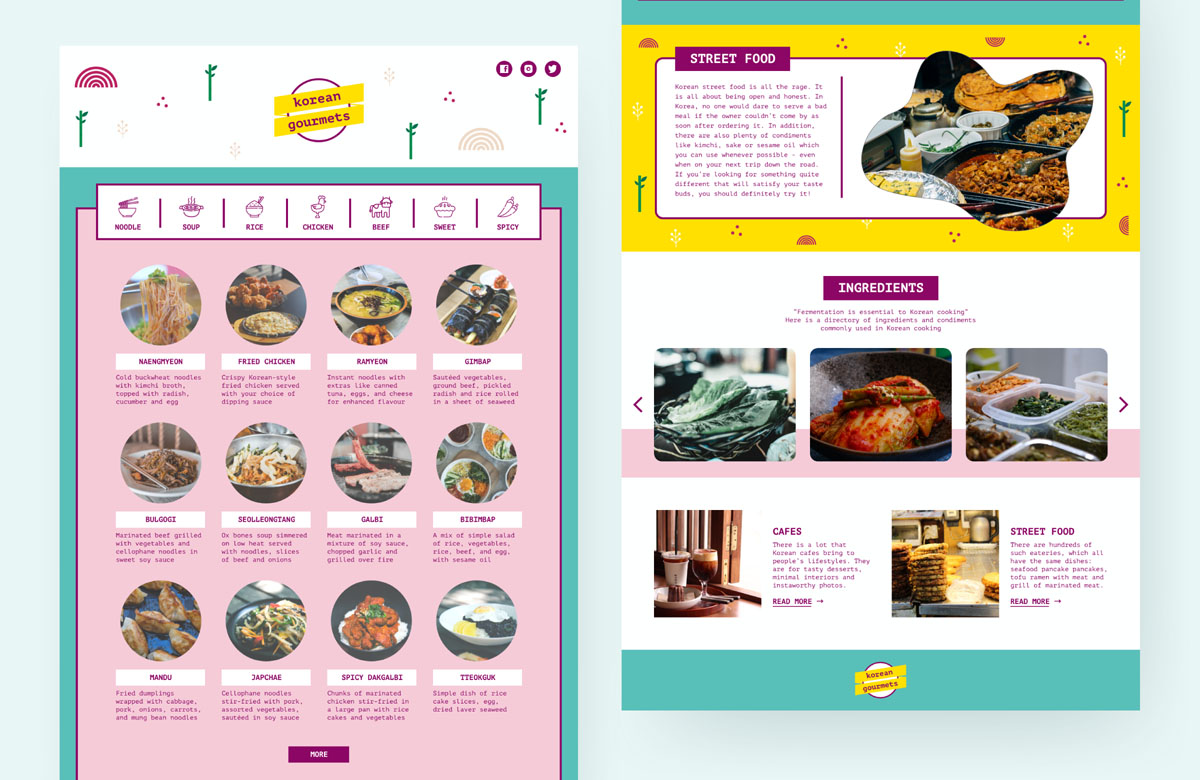 korean
gourmets
NOODLE
SOUP
RICE
CHICKEN
BEEF
SWEET
SPICY
NAENGMYEON
Cold buckwheat noodles
with kimchi broth,
topped with radish,
cucumber and egg
FRIED CHICKEN
Crispy Korean-style
fried chicken served
with your choice of
dipping sauce
RAMYEON
Instant noodles with
extras like canned
tuna, eggs, and cheese
for enhanced flavour
GIMBAP
Sautéed vegetables,
ground beef, pickled
radish and rice rolled
in a sheet of seaweed
BULGOGI
Marinated beef grilled
with vegetables and
cellophane noodles in
sweet soy sauce
SEOLLEONGTANG
Ox bones soup simmered
on low heat served
with noodles, slices
of beef and onions
GALBI
Meat marinated in a
mixture of soy sauce,
chopped garlic and
grilled over fire
BIBIMBAP
A mix of simple salad
of rice, vegetables,
rice, beef, and egg,
with sesame oil
MANDU
Fried dumplings
wrapped with cabbage,
pork, onions, carrots,
and mung bean noodles
JAPCHAE
Cellophane noodles
stir-fried with pork,
assorted vegetables,
sautéed in soy sauce
SPICY DAKGALBI
Chunks of marinated
chicken stir-fried in
a large pan with rice
cakes and vegetables
TTEOKGUK
Simple dish of rice
cake slices, egg,
dried laver seaweed
MORE
STREET FOOD
Korean street food is all the rage. It
is all about being open and honest. In
Korea, no one would dare to serve a bad
meal if the owner couldn't come by as
soon after ordering it. In addition,
there are also plenty of condiments
like kimchi, sake or sesame oil which
you can use whenever possible - even
when on your next trip down the road.
If you're looking for something quite
different that will satisfy your taste
buds, you should definitely try it!
INGREDIENTS
"Fermentation is essential to Korean cooking"
Here is a directory of ingredients and condiments
commonly used in Korean cooking
CAFES
There is a lot that
Korean cafes bring to
people's lifestyles. They
are for tasty desserts,
minimal interiors and
instaworthy photos.
READ MORE →
STREET FOOD
There are hundreds of
such eateries, which all
have the same dishes:
seafood pancake pancakes,
tofu ramen with meat and
grill of marinated meat.
READ MORE →
korean
gourmets